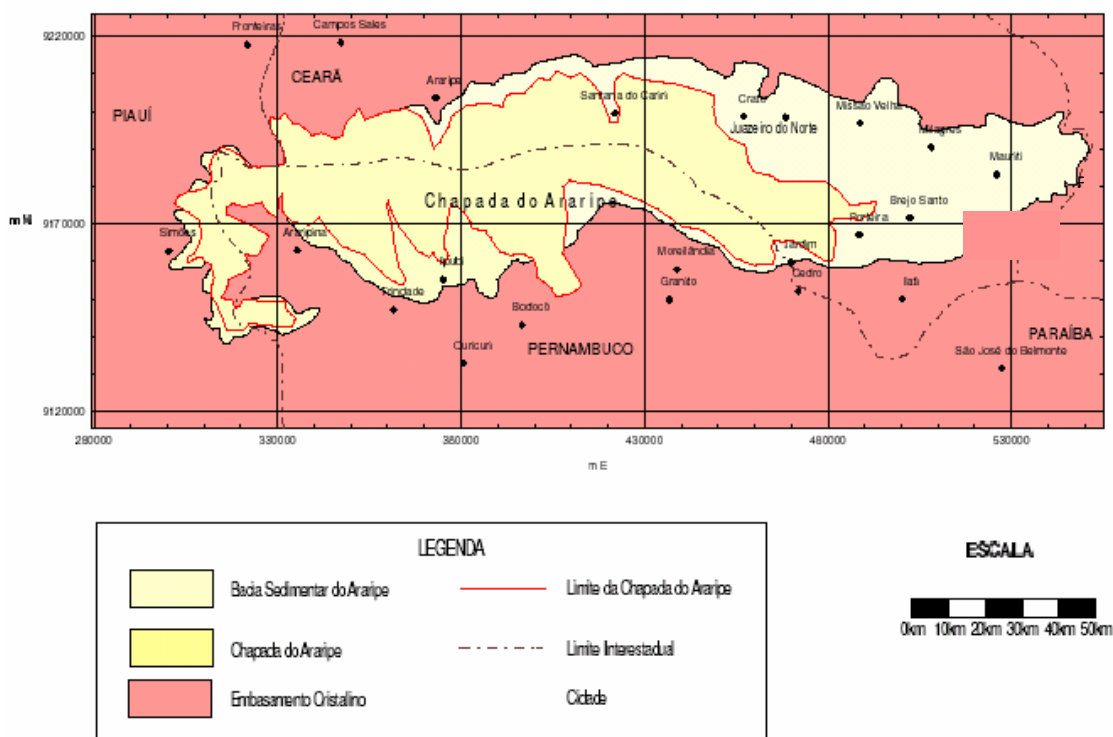 9220000
Fronteiras
Campos Sales
CEARÁ
Araripe
PIAUÍ
Santana do Cariri
Crato
Juazeiro do Norte
Missão Velha
Milagres
Mauriti
Chapada do Araripe
Brejo Santo
Porteira
9170000
Simões
Araripina
Ipubi
Moreilândia
Jardim
Cedro
Granito
Trindade
Bodocó
Ouricuri
PERNAMBUCO
PARAÍBA
São José do Belmonte
9120000
280000 330000 380000 430000 480000 530000
m E
LEGENDA
Bacia Sedimentar do Araripe
Limite da Chapada do Araripe
Chapada do Araripe
Limite Interestadual
Embasamento Cristalino
Cidade
ESCALA
0km 10km 20km 30km 40km 50km